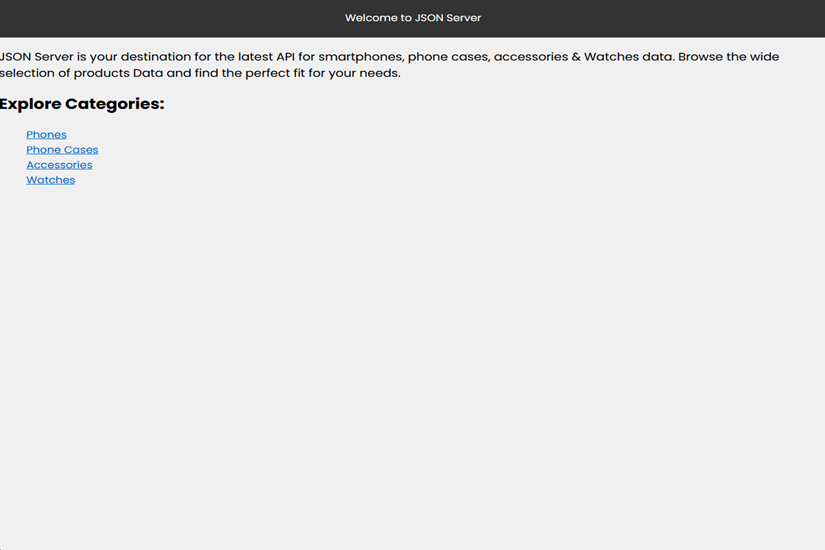 Welcome to JSON Server
JSON Server is your destination for the latest API for smartphones, phone cases, accessories & Watches data. Browse the wide
selection of products Data and find the perfect fit for your needs.
Explore Categories:
Phones
Phone Cases
Accessories
Watches